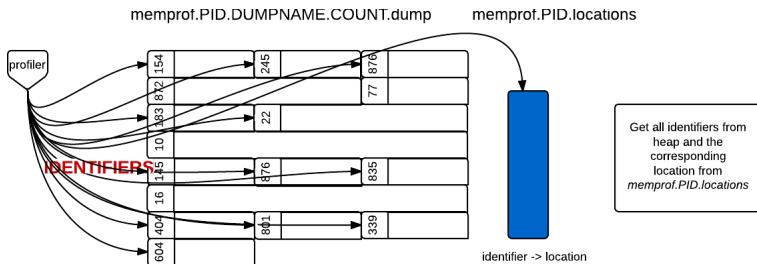 memprof.PID.DUMPNAME.COUNT.dump memprof.PID.locations
profiler
154 245 876
872 77
183 22
10
IDENTIFIERS
145 876 835
16
404 801 339
604
Get all identifiers from
heap and the
corresponding
location from
memprof.PID.locations
identifier -> location